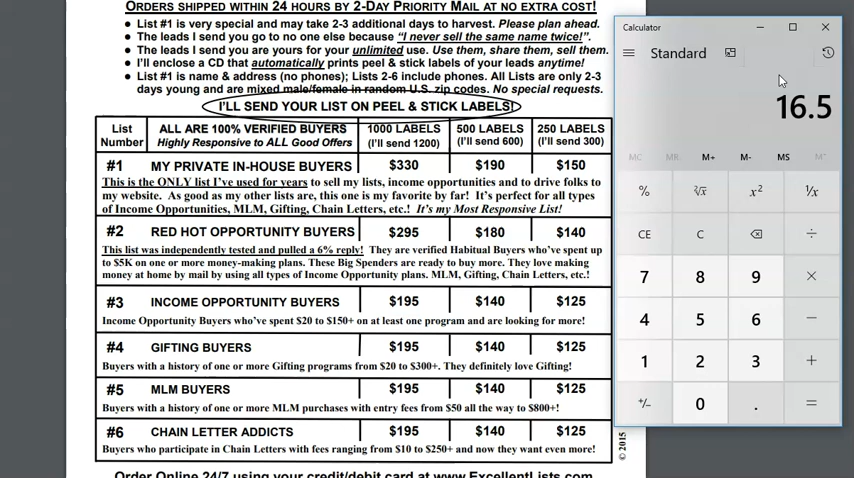 ORDERS SHIPPED WITHIN 24 HOURS BY 2-DAY PRIORITY MAIL AT NO EXTRA COST!
• List #1 is very special and may take 2-3 additional days to harvest. Please plan ahead.
• The leads I send you go to no one else because “I never sell the same name twice!”.
• The leads I send you are yours for your unlimited use. Use them, share them, sell them.
• I’ll enclose a CD that automatically prints peel & stick labels of your leads anytime!
• List #1 is name & address (no phones); Lists 2-6 include phones. All Lists are only 2-3
days young and are mixed male/female in random U.S. zip codes. No special requests.
I’LL SEND YOUR LIST ON PEEL & STICK LABELS!
List Number ALL ARE 100% VERIFIED BUYERS Highly Responsive to ALL Good Offers 1000 LABELS (I’ll send 1200) 500 LABELS (I’ll send 600) 250 LABELS (I’ll send 300)
#1 MY PRIVATE IN-HOUSE BUYERS $330 $190 $150
This is the ONLY list I’ve used for years to sell my lists, income opportunities and to drive folks to
my website. As good as my other lists are, this one is my favorite by far! It’s perfect for all types
of Income Opportunities, MLM, Gifting, Chain Letters, etc.! It’s my Most Responsive List!
#2 RED HOT OPPORTUNITY BUYERS $295 $180 $140
This list was independently tested and pulled a 6% reply! They are verified Habitual Buyers who’ve spent up
to $5K on one or more money-making plans. These Big Spenders are ready to buy more. They love making
money at home by mail by using all types of Income Opportunity plans. MLM, Gifting, Chain Letters, etc.!
#3 INCOME OPPORTUNITY BUYERS $195 $140 $125
Income Opportunity Buyers who’ve spent $20 to $150+ on at least one program and are looking for more!
#4 GIFTING BUYERS $195 $140 $125
Buyers with a history of one or more Gifting programs from $20 to $300+. They definitely love Gifting!
#5 MLM BUYERS $195 $140 $125
Buyers with a history of one or more MLM purchases with entry fees from $50 all the way to $800+!
#6 CHAIN LETTER ADDICTS $195 $140 $125
Buyers who participate in Chain Letters with fees ranging from $10 to $250+ and now they want even more!
© 2015
Order Online 24/7 using your credit/debit card at www.ExcellentLists.com
Calculator
Standard
16.5
MC MR M+ M- MS M˅
% ²√x x² ¹/x
CE C ÷
7 8 9 ×
4 5 6 −
1 2 3 +
+/- 0 . =